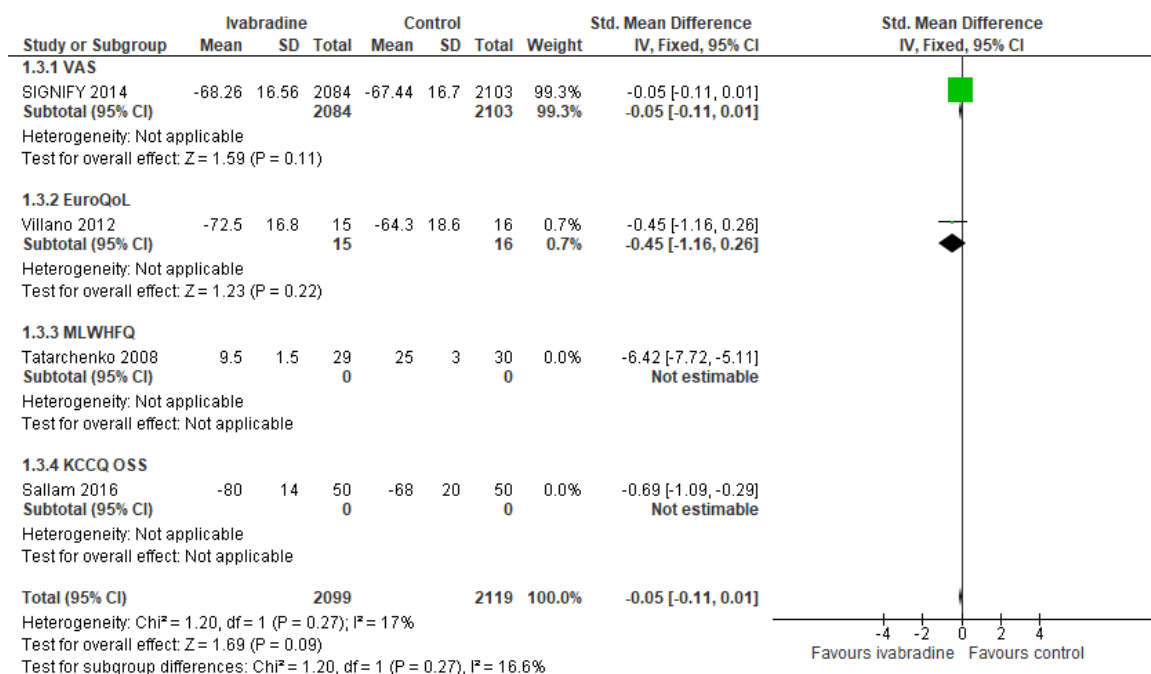 Ivabradine Control Std. Mean Difference Std. Mean Difference
Study or Subgroup Mean SD Total Mean SD Total Weight IV, Fixed, 95% CI IV, Fixed, 95% CI
1.3.1 VAS
SIGNIFY 2014 -68.26 16.56 2084 -67.44 16.7 2103 99.3% -0.05 [-0.11, 0.01]
Subtotal (95% CI) 2084 2103 99.3% -0.05 [-0.11, 0.01]
Heterogeneity: Not applicable
Test for overall effect: Z = 1.59 (P = 0.11)
1.3.2 EuroQoL
Villano 2012 -72.5 16.8 15 -64.3 18.6 16 0.7% -0.45 [-1.16, 0.26]
Subtotal (95% CI) 15 16 0.7% -0.45 [-1.16, 0.26]
Heterogeneity: Not applicable
Test for overall effect: Z = 1.23 (P = 0.22)
1.3.3 MLWHFQ
Tatarchenko 2008 9.5 1.5 29 25 3 30 0.0% -6.42 [-7.72, -5.11]
Subtotal (95% CI) 0 0 Not estimable
Heterogeneity: Not applicable
Test for overall effect: Not applicable
1.3.4 KCCQ OSS
Sallam 2016 -80 14 50 -68 20 50 0.0% -0.69 [-1.09, -0.29]
Subtotal (95% CI) 0 0 Not estimable
Heterogeneity: Not applicable
Test for overall effect: Not applicable
Total (95% CI) 2099 2119 100.0% -0.05 [-0.11, 0.01]
Heterogeneity: Chi² = 1.20, df = 1 (P = 0.27); I² = 17%
Test for overall effect: Z = 1.69 (P = 0.09)
Test for subgroup differences: Chi² = 1.20, df = 1 (P = 0.27), I² = 16.6%
-4 -2 0 2 4
Favours ivabradine Favours control